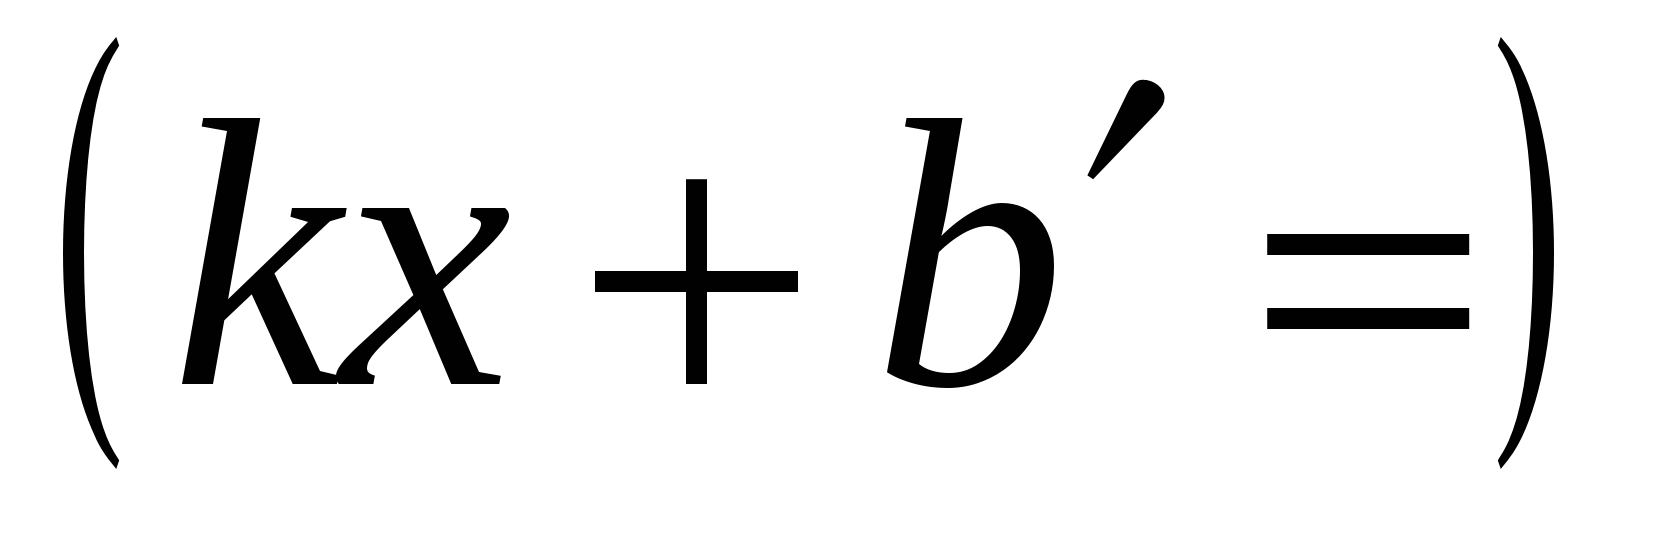 (kx + b′ =)